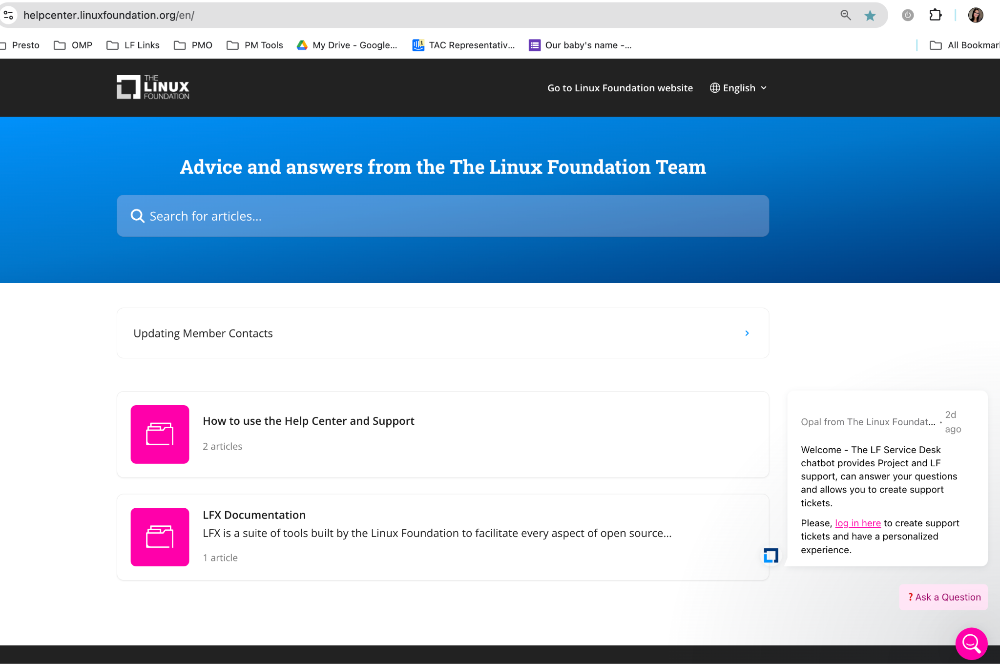 helpcenter.linuxfoundation.org/en/
Presto
OMP
LF Links
PMO
PM Tools
My Drive - Google...
1
TAC Representativ...
Our baby's name -...
All Bookmar
THE
LINUX
FOUNDATION
Go to Linux Foundation website
English
Advice and answers from the The Linux Foundation Team
Search for articles...
Updating Member Contacts
How to use the Help Center and Support
2 articles
LFX Documentation
LFX is a suite of tools built by the Linux Foundation to facilitate every aspect of open source...
1 article
Opal from The Linux Foundat... • 2d
ago
Welcome - The LF Service Desk
chatbot provides Project and LF
support, can answer your questions
and allows you to create support
tickets.
Please, log in here to create support
tickets and have a personalized
experience.
❓Ask a Question